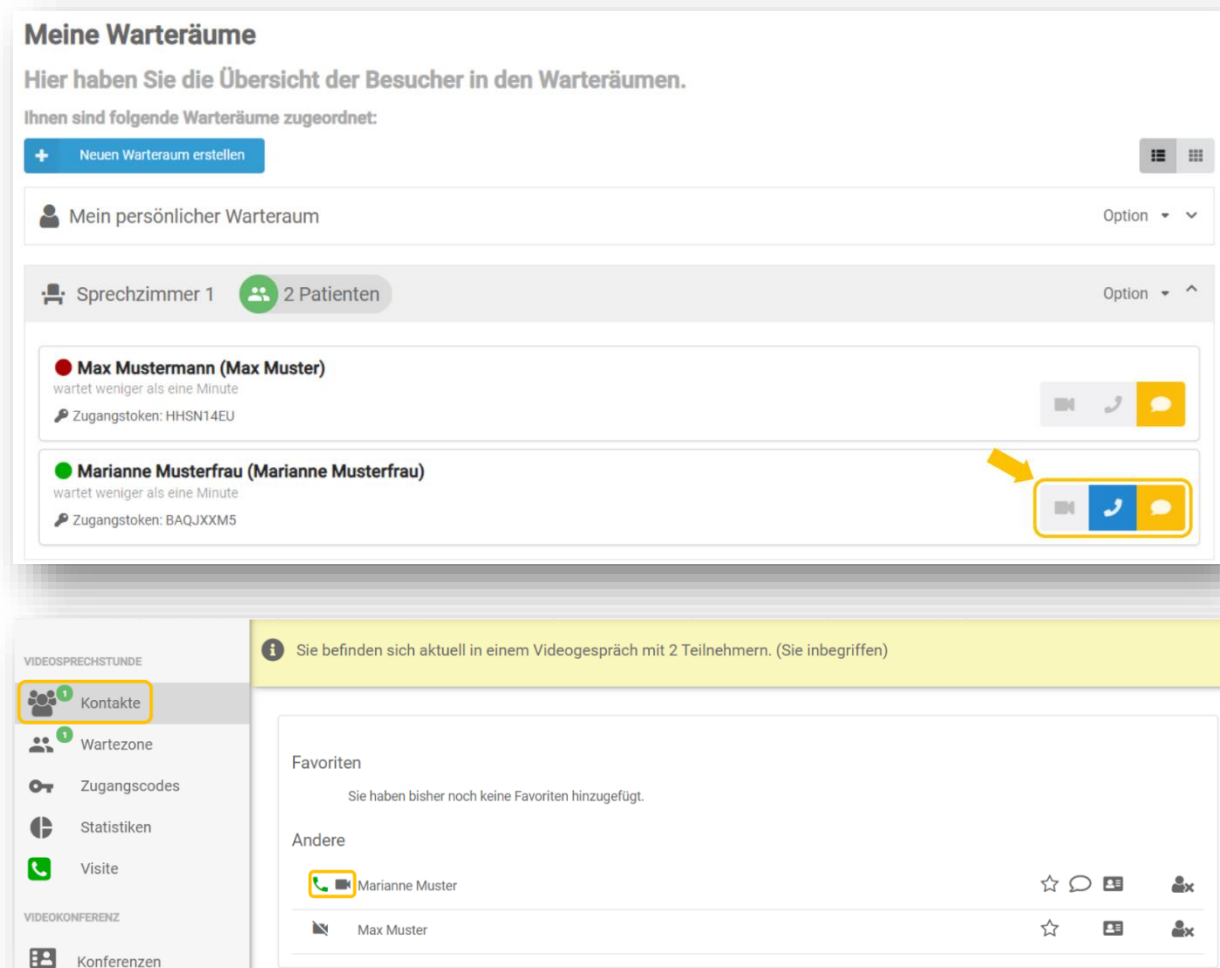 Meine Warteräume
Hier haben Sie die Übersicht der Besucher in den Warteräumen.
Ihnen sind folgende Warteräume zugeordnet:
+ Neuen Warteraum erstellen
Mein persönlicher Warteraum Option
Sprechzimmer 1 2 Patienten Option
Max Mustermann (Max Muster)
wartet weniger als eine Minute
Zugangstoken: HHSN14EU
Marianne Musterfrau (Marianne Musterfrau)
wartet weniger als eine Minute
Zugangstoken: BAQJXXM5
Sie befinden sich aktuell in einem Videogespräch mit 2 Teilnehmern. (Sie inbegriffen)
VIDEOSPRECHSTUNDE
1 Kontakte
1 Wartezone
Zugangscodes
Statistiken
Visite
VIDEOKONFERENZ
Konferenzen
Favoriten
Sie haben bisher noch keine Favoriten hinzugefügt.
Andere
Marianne Muster
Max Muster